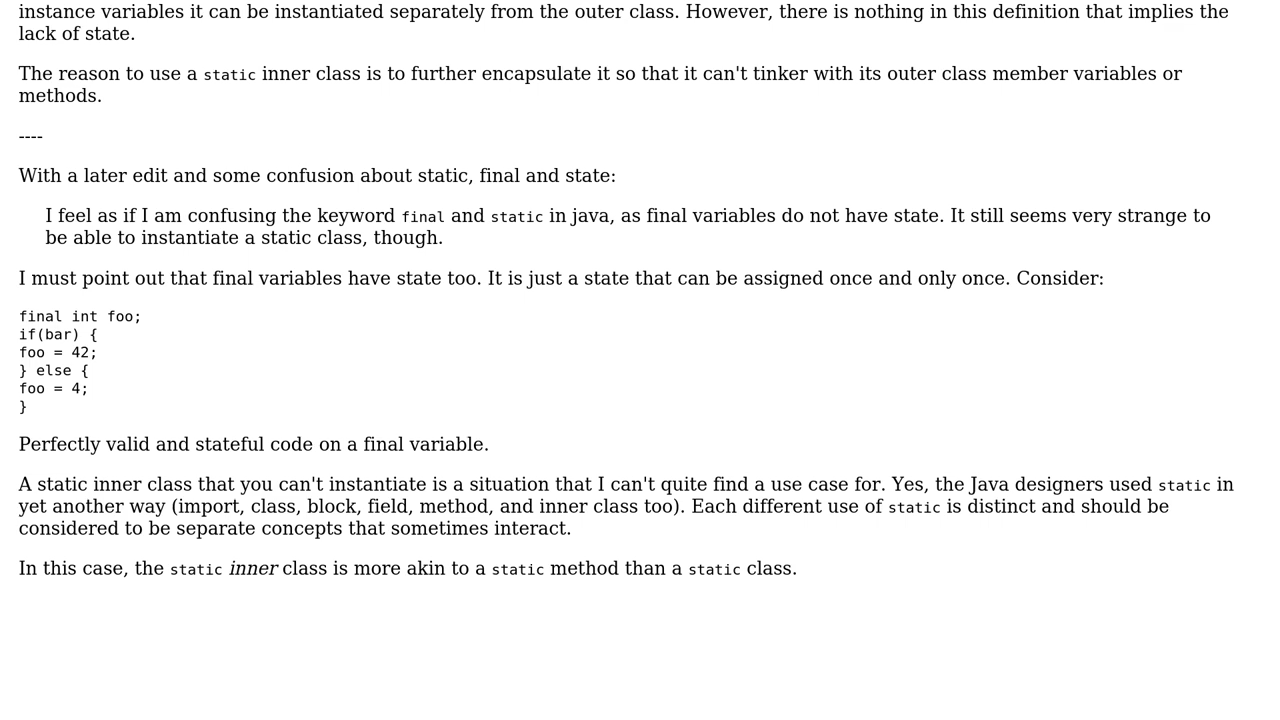 instance variables it can be instantiated separately from the outer class. However, there is nothing in this definition that implies the
lack of state.
The reason to use a static inner class is to further encapsulate it so that it can't tinker with its outer class member variables or
methods.
----
With a later edit and some confusion about static, final and state:
I feel as if I am confusing the keyword final and static in java, as final variables do not have state. It still seems very strange to
be able to instantiate a static class, though.
I must point out that final variables have state too. It is just a state that can be assigned once and only once. Consider:
final int foo;
if(bar) {
foo = 42;
} else {
foo = 4;
}
Perfectly valid and stateful code on a final variable.
A static inner class that you can't instantiate is a situation that I can't quite find a use case for. Yes, the Java designers used static in
yet another way (import, class, block, field, method, and inner class too). Each different use of static is distinct and should be
considered to be separate concepts that sometimes interact.
In this case, the static inner class is more akin to a static method than a static class.